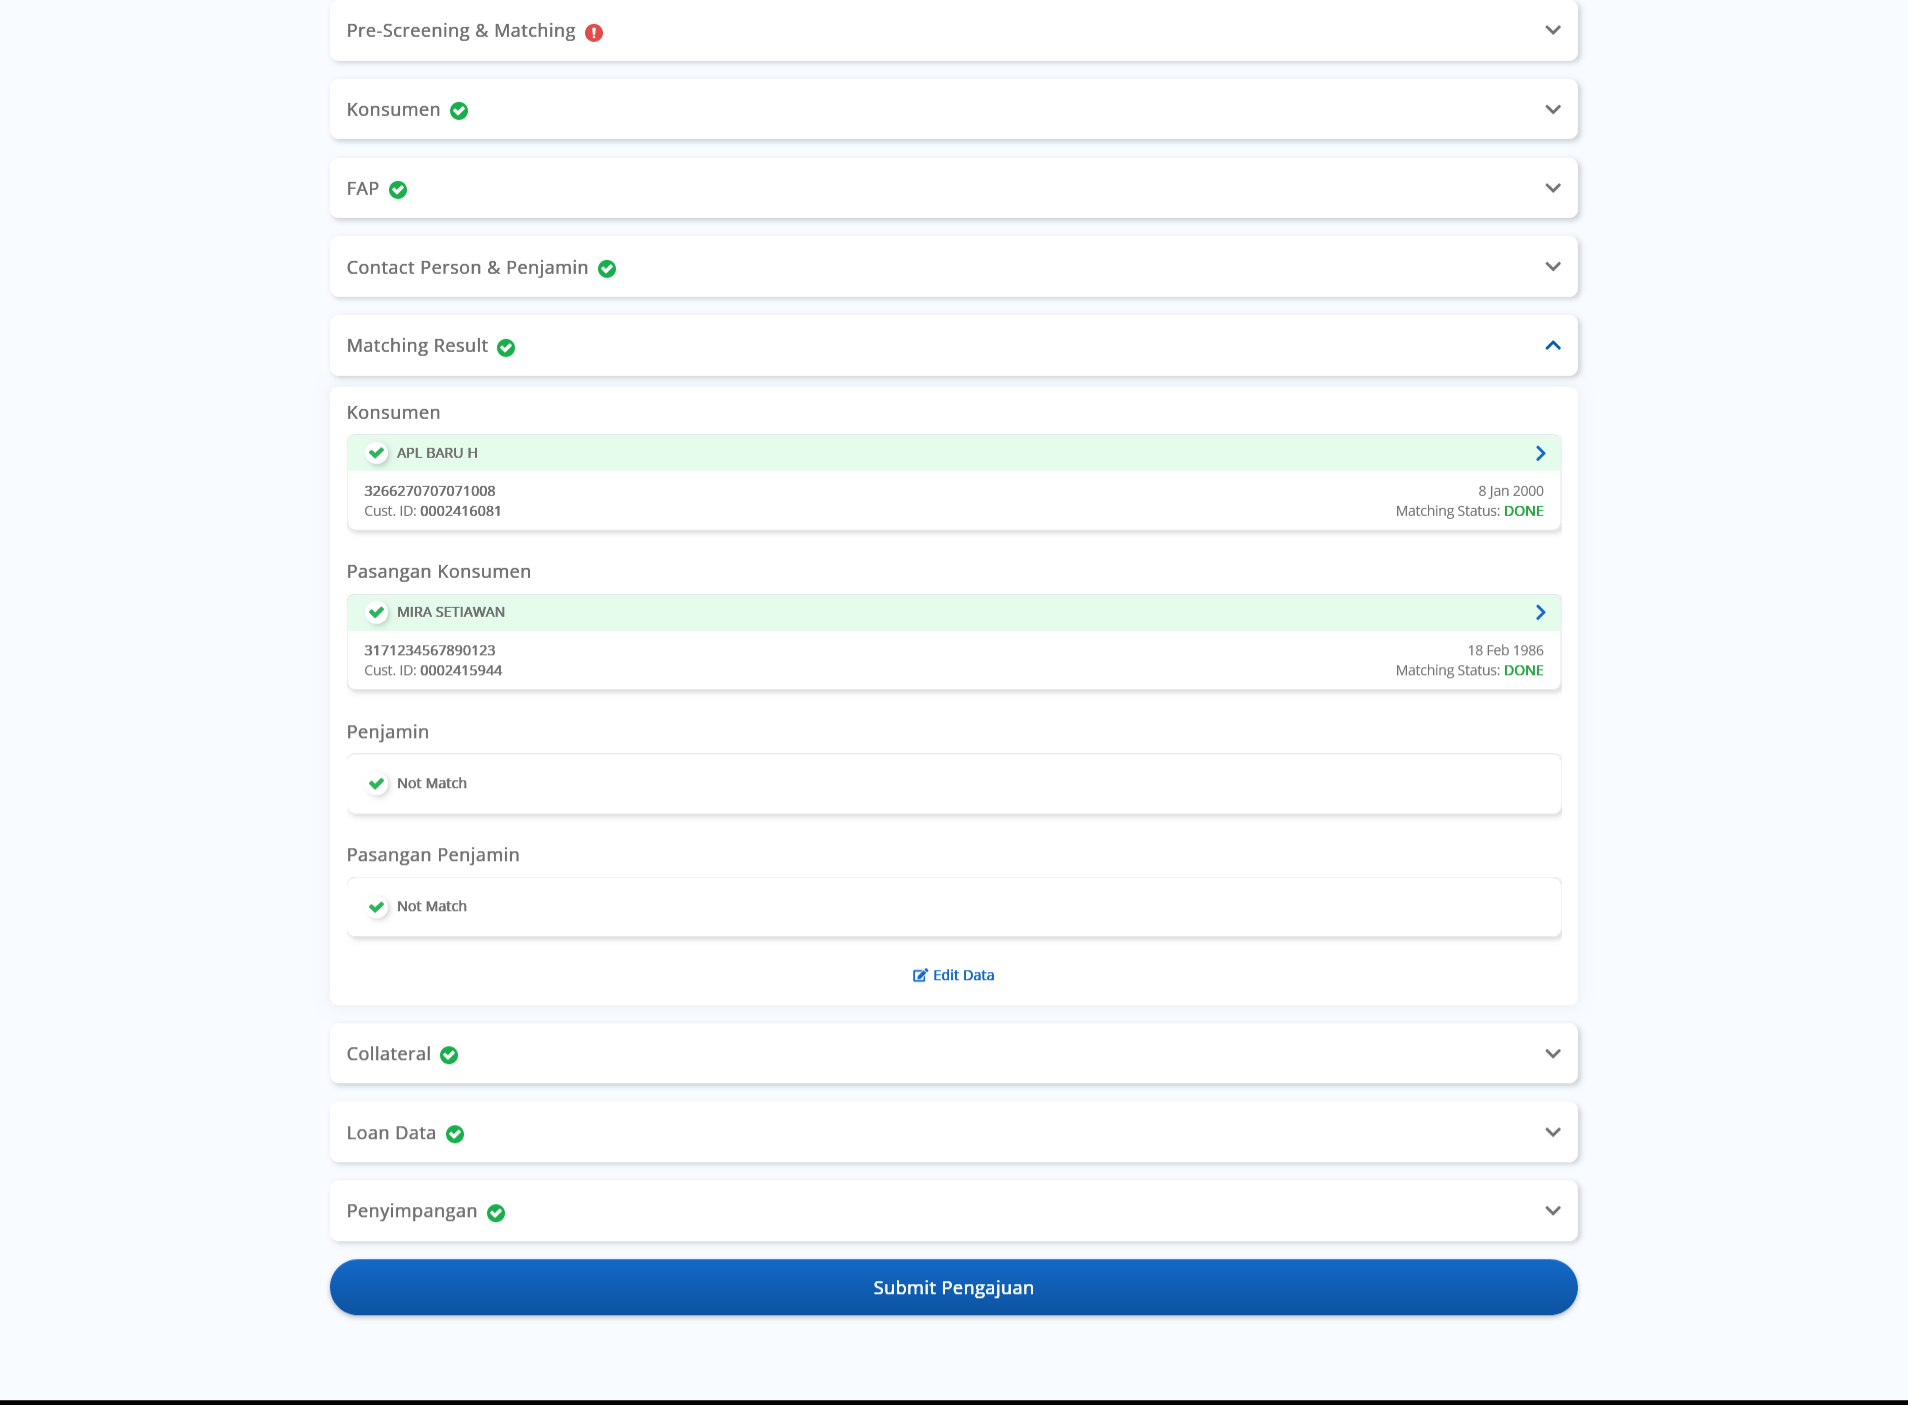 Pre-Screening & Matching
Konsumen
FAP
Contact Person & Penjamin
Matching Result
Konsumen
APL BARU H
3266270707071008
8 Jan 2000
Cust. ID: 0002416081
Matching Status: DONE
Pasangan Konsumen
MIRA SETIAWAN
3171234567890123
18 Feb 1986
Cust. ID: 0002415944
Matching Status: DONE
Penjamin
Not Match
Pasangan Penjamin
Not Match
Edit Data
Collateral
Loan Data
Penyimpangan
Submit Pengajuan